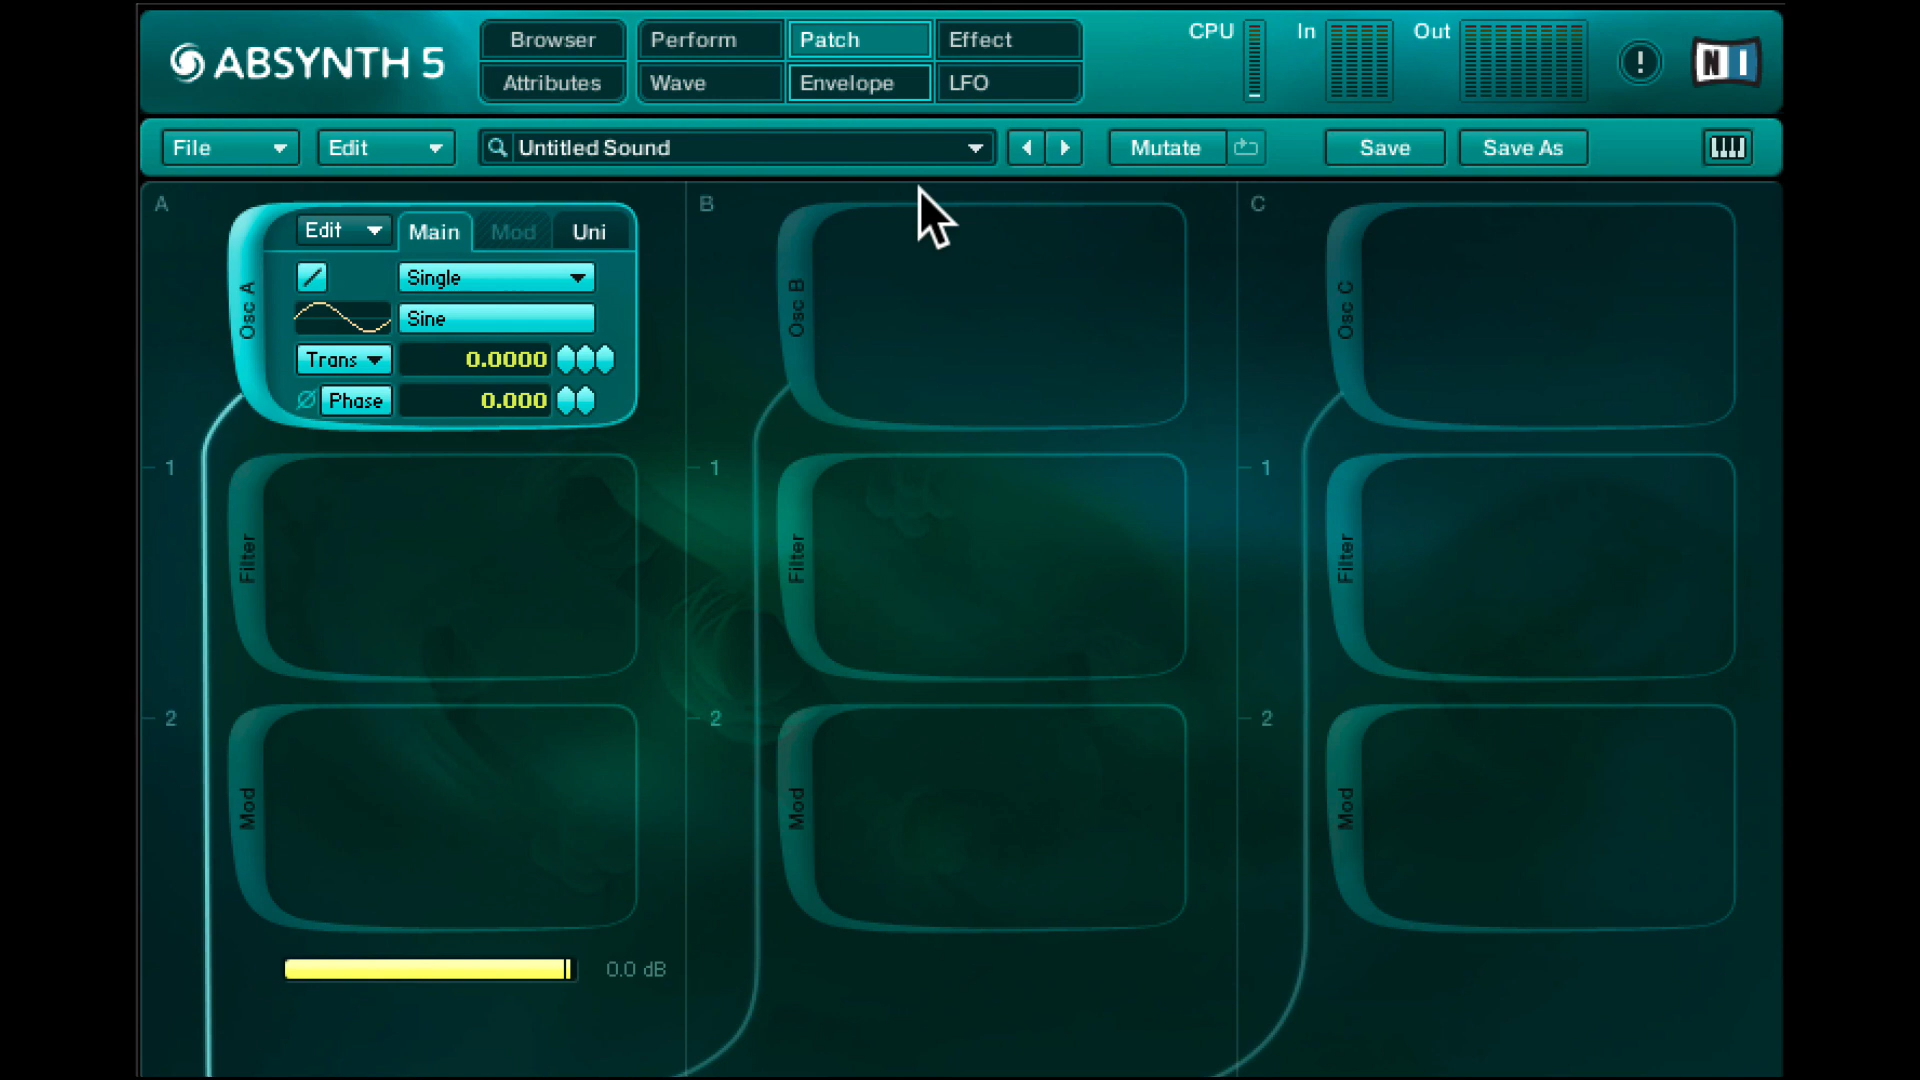 ABSYNTH 5
Browser
Perform
Patch
Effect
CPU
In
Out
!
NI
Attributes
Wave
Envelope
LFO
File
Edit
Untitled Sound
Mutate
Save
Save As
A
B
C
Edit
Main
Mod
Uni
Osc A
Single
Sine
Trans
0.0000
Ø Phase
0.000
Osc B
Osc C
1
1
1
Filter
Filter
Filter
2
2
2
Mod
Mod
Mod
0.0 dB